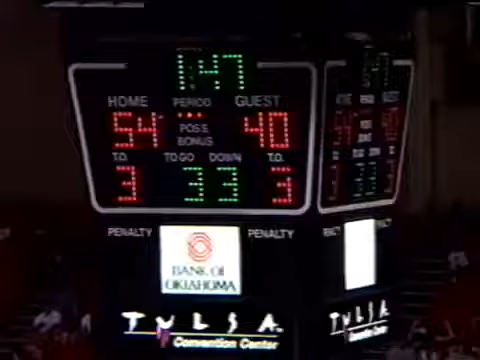 1:47
HOME PERIOD GUEST
54 POSS 40
BONUS
T.O. TO GO DOWN T.O.
3 3 3 3
PENALTY PENALTY
BANK OF
OKLAHOMA
TULSA
Convention Center
TULSA